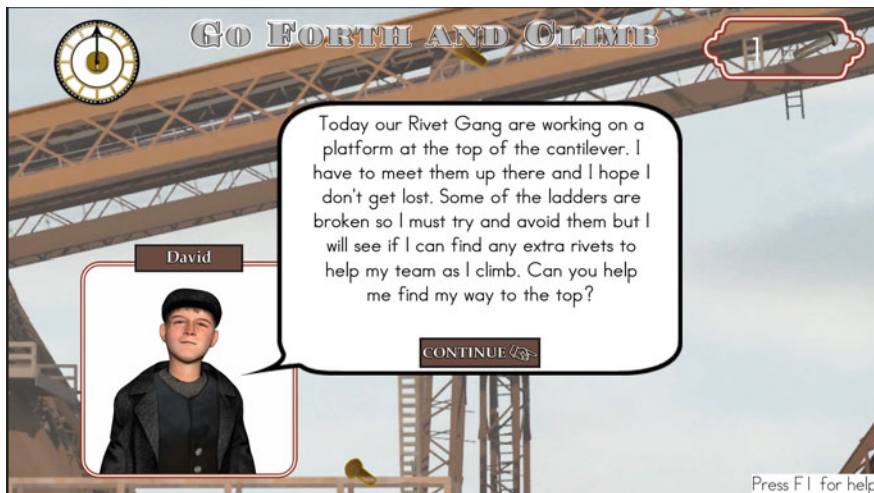 GO FORTH AND CLIMB
1
Today our Rivet Gang are working on a
platform at the top of the cantilever. I
have to meet them up there and I hope I
don't get lost. Some of the ladders are
broken so I must try and avoid them but I
will see if I can find any extra rivets to
help my team as I climb. Can you help
me find my way to the top?
David
CONTINUE
Press F1 for help